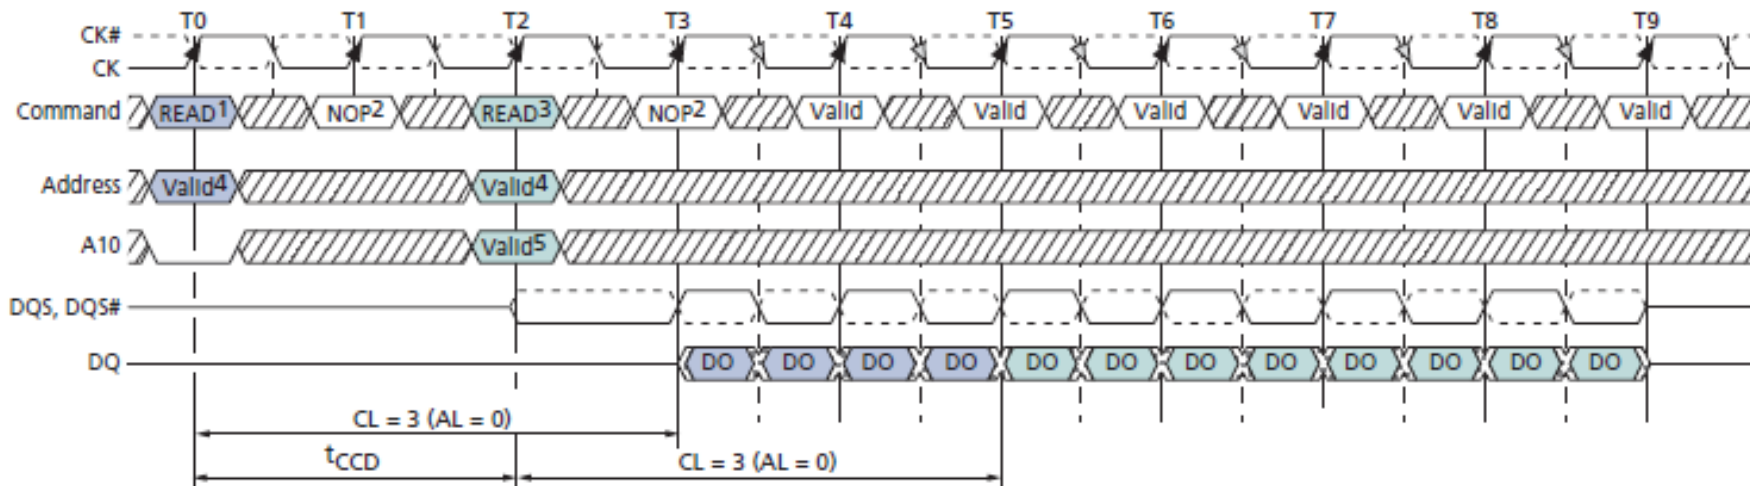 T0 T1 T2 T3 T4 T5 T6 T7 T8 T9
CK#
CK
Command READ1 NOP2 READ3 NOP2 Valid Valid Valid Valid Valid Valid
Address Valid4 Valid4
A10 Valid5
DQS, DQS#
DQ DO DO DO DO DO DO DO DO DO DO DO DO
CL = 3 (AL = 0)
tCCD CL = 3 (AL = 0)